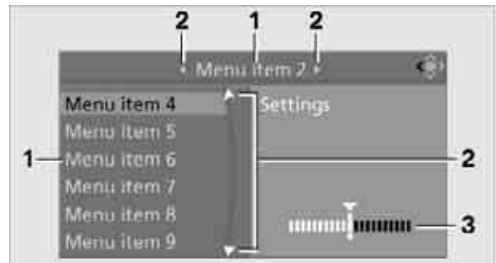 2 1 2
Menu item 2
Menu item 4 Settings
Menu item 5
1 Menu item 6 2
Menu item 7
Menu item 8 3
Menu item 9